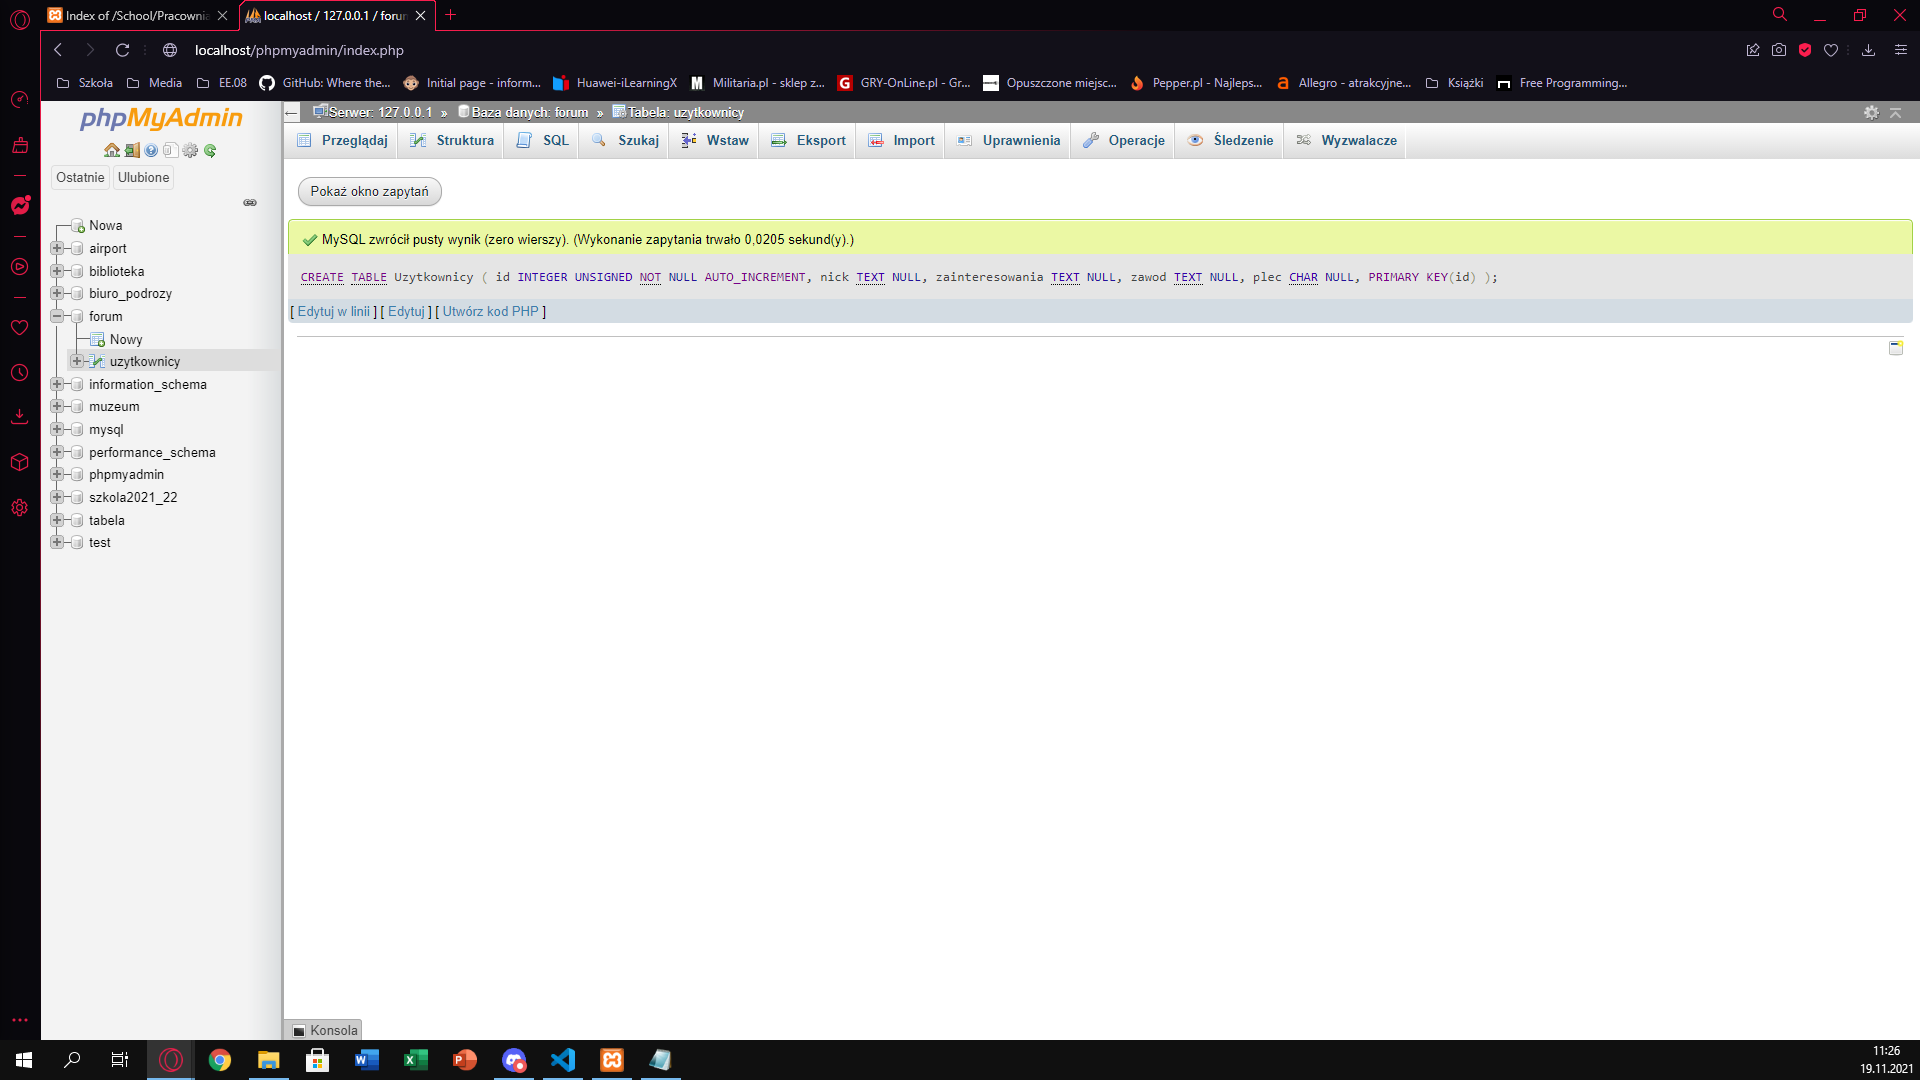 Index of /School/Pracownia
localhost / 127.0.0.1 / forum
localhost/phpmyadmin/index.php
Szkoła
Media
EE.08
GitHub: Where the...
Initial page - inform...
Huawei-iLearningX
Militaria.pl - sklep z...
GRY-OnLine.pl - Gr...
Opuszczone miejsc...
Pepper.pl - Najleps...
Allegro - atrakcyjne...
Książki
Free Programming...
phpMyAdmin
Ostatnie
Ulubione
Nowa
airport
biblioteka
biuro_podrozy
forum
Nowy
uzytkownicy
information_schema
muzeum
mysql
performance_schema
phpmyadmin
szkola2021_22
tabela
test
Serwer: 127.0.0.1 » Baza danych: forum » Tabela: uzytkownicy
Przeglądaj
Struktura
SQL
Szukaj
Wstaw
Eksport
Import
Uprawnienia
Operacje
Śledzenie
Wyzwalacze
Pokaż okno zapytań
MySQL zwrócił pusty wynik (zero wierszy). (Wykonanie zapytania trwało 0,0205 sekund(y).)
CREATE TABLE Uzytkownicy ( id INTEGER UNSIGNED NOT NULL AUTO_INCREMENT, nick TEXT NULL, zainteresowania TEXT NULL, zawod TEXT NULL, plec CHAR NULL, PRIMARY KEY(id) );
[ Edytuj w linii ] [ Edytuj ] [ Utwórz kod PHP ]
Konsola
11:26
19.11.2021